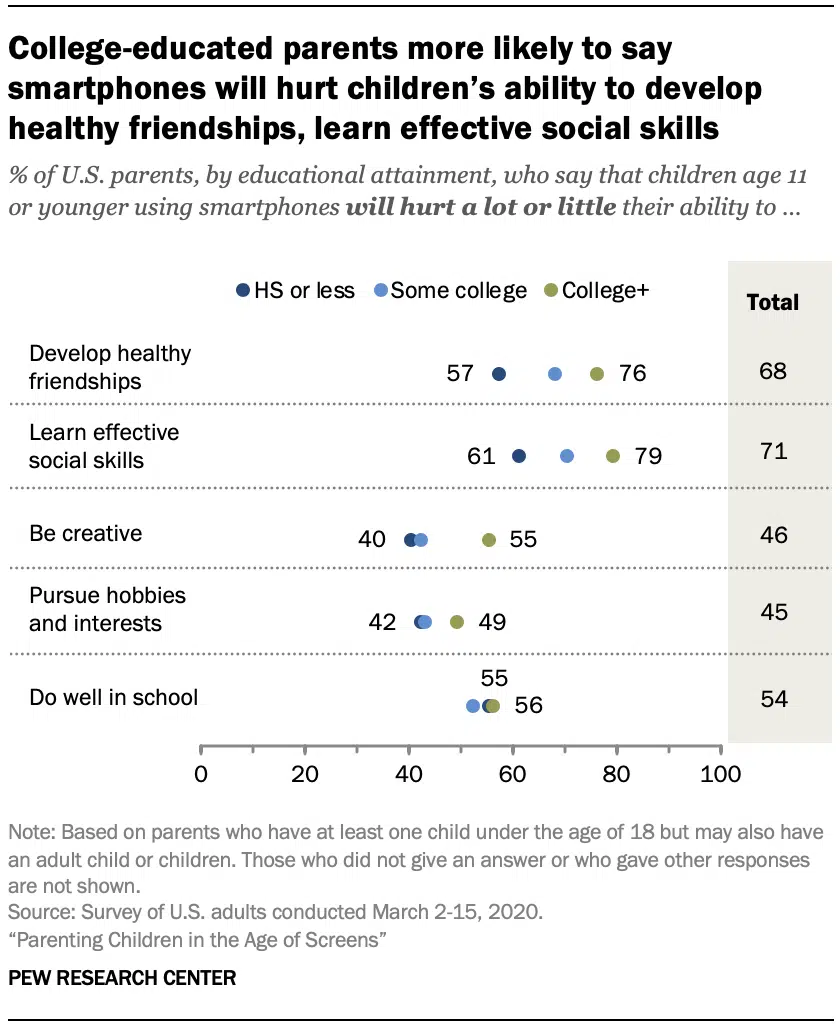 College-educated parents more likely to say
smartphones will hurt children's ability to develop
healthy friendships, learn effective social skills
% of U.S. parents, by educational attainment, who say that children age 11
or younger using smartphones will hurt a lot or little their ability to ...
HS or less Some college College+
Total
Develop healthy
friendships
57 76 68
Learn effective
social skills
61 79 71
Be creative 40 55 46
Pursue hobbies
and interests
42 49 45
55
Do well in school 56 54
0 20 40 60 80 100
Note: Based on parents who have at least one child under the age of 18 but may also have
an adult child or children. Those who did not give an answer or who gave other responses
are not shown.
Source: Survey of U.S. adults conducted March 2-15, 2020.
“Parenting Children in the Age of Screens”
PEW RESEARCH CENTER